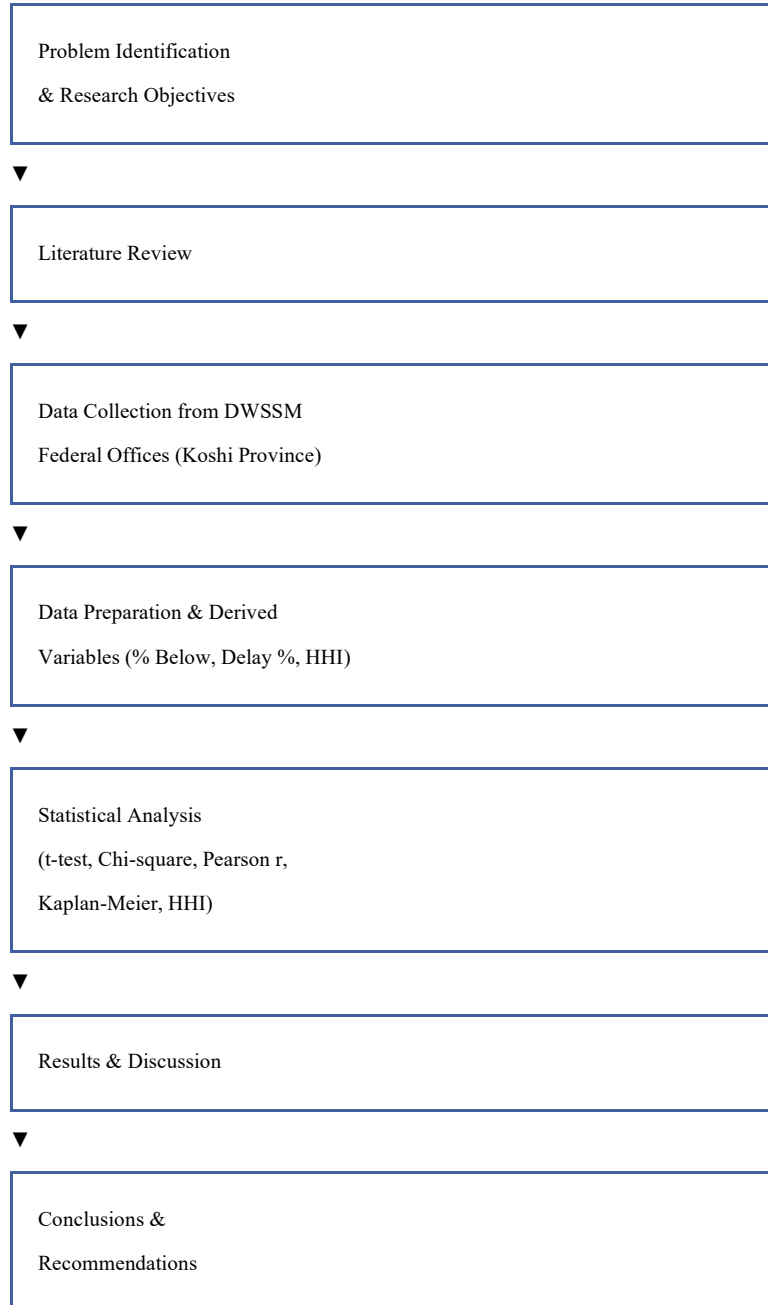 Problem Identification
& Research Objectives
▼
Literature Review
▼
Data Collection from DWSSM
Federal Offices (Koshi Province)
▼
Data Preparation & Derived
Variables (% Below, Delay %, HHI)
▼
Statistical Analysis
(t-test, Chi-square, Pearson r,
Kaplan-Meier, HHI)
▼
Results & Discussion
▼
Conclusions &
Recommendations